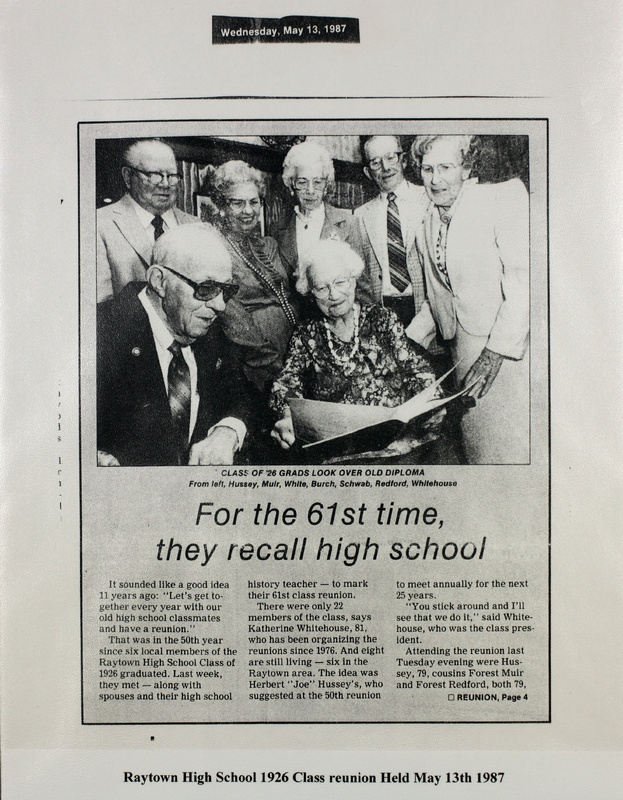 Wednesday, May 13, 1987
CLASS OF '26 GRADS LOOK OVER OLD DIPLOMA
From left, Hussey, Muir, White, Burch, Schwab, Redford, Whitehouse
For the 61st time,
they recall high school
It sounded like a good idea
11 years ago: "Let's get to-
gether every year with our
old high school classmates
and have a reunion."
That was in the 50th year
since six local members of the
Raytown High School Class of
1926 graduated. Last week,
they met — along with
spouses and their high school
history teacher — to mark
their 61st class reunion.
There were only 22
members of the class, says
Katherine Whitehouse, 81,
who has been organizing the
reunions since 1976. And eight
are still living — six in the
Raytown area. The idea was
Herbert "Joe" Hussey's, who
suggested at the 50th reunion
to meet annually for the next
25 years.
"You stick around and I'll
see that we do it," said White-
house, who was the class pres-
ident.
Attending the reunion last
Tuesday evening were Hus-
sey, 79, cousins Forest Muir
and Forest Redford, both 79,
☐ REUNION, Page 4
Raytown High School 1926 Class reunion Held May 13th 1987